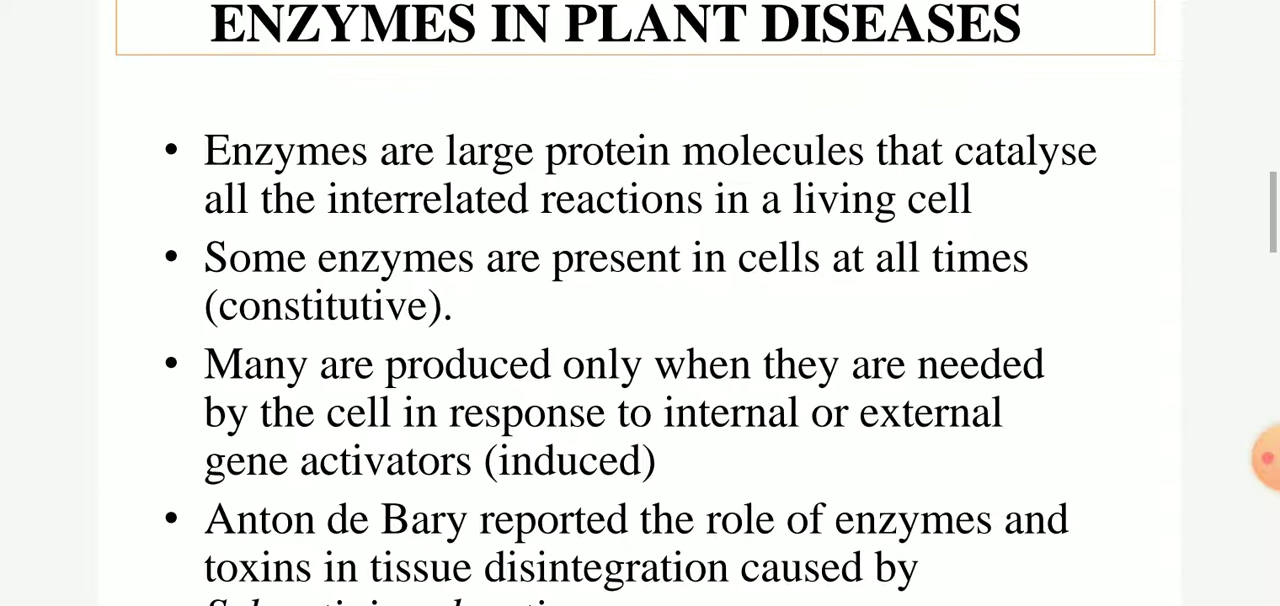 ENZYMES IN PLANT DISEASES
• Enzymes are large protein molecules that catalyse
all the interrelated reactions in a living cell
• Some enzymes are present in cells at all times
(constitutive).
• Many are produced only when they are needed
by the cell in response to internal or external
gene activators (induced)
• Anton de Bary reported the role of enzymes and
toxins in tissue disintegration caused by